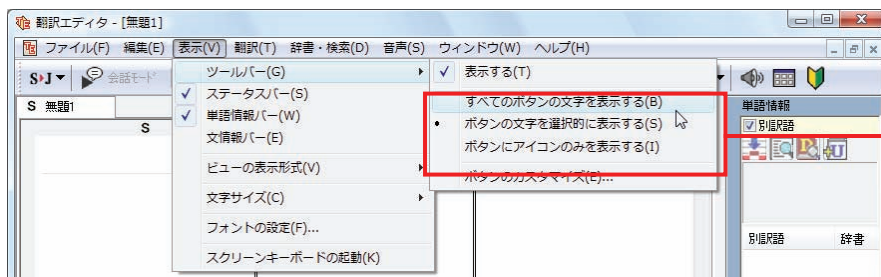 翻訳エディタ - [無題1]
ファイル(F) 編集(E) 表示(V) 翻訳(T) 辞書・検索(D) 音声(S) ウィンドウ(W) ヘルプ(H)
S›J 会話モード
S 無題1
S
ツールバー(G)
ステータスバー(S)
単語情報バー(W)
文情報バー(E)
ビューの表示形式(V)
文字サイズ(C)
フォントの設定(F)...
スクリーンキーボードの起動(K)
表示する(T)
すべてのボタンの文字を表示する(B)
ボタンの文字を選択的に表示する(S)
ボタンにアイコンのみを表示する(I)
ボタンのカスタマイズ(E)...
単語情報
別訳語
別訳語 辞書